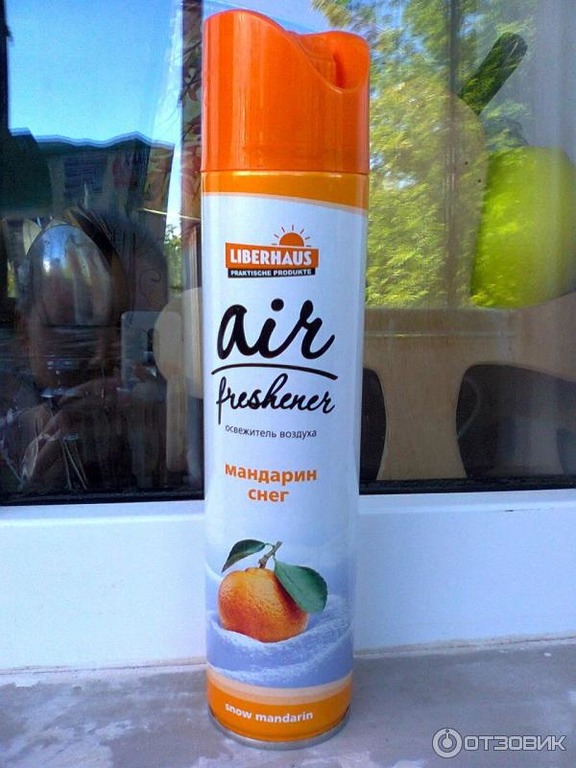 LIBERHAUS
PRAKTISCHE PRODUKTE
air
freshener
освежитель воздуха
мандарин
снег
snow mandarin
ОТЗОВИК